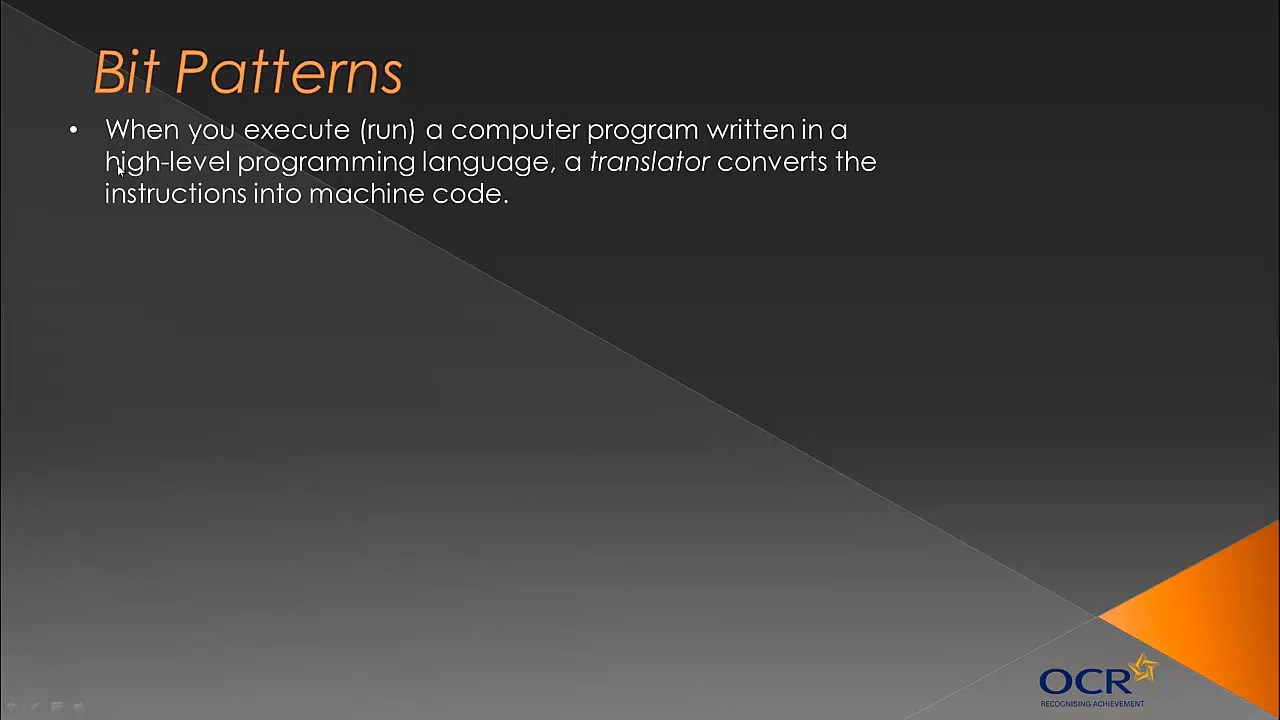 Bit Patterns
• When you execute (run) a computer program written in a
high-level programming language, a translator converts the
instructions into machine code.
OCR
RECOGNISING ACHIEVEMENT